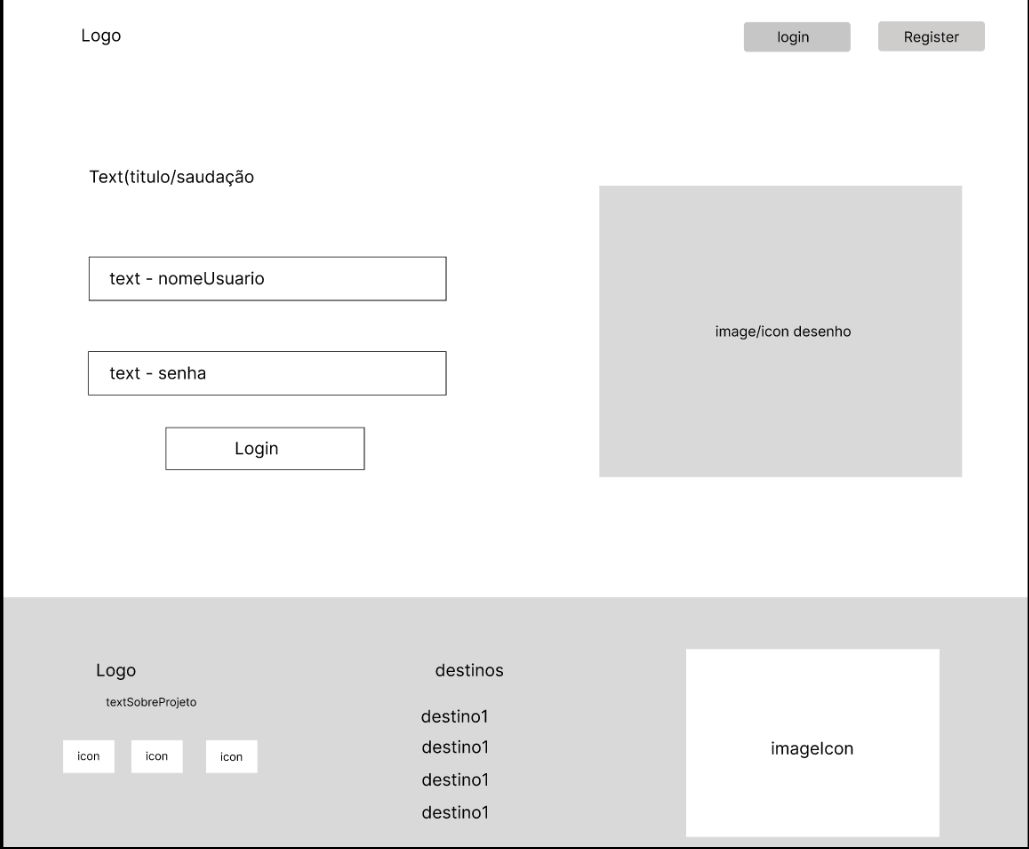 Logo
login
Register
Text(titulo/saudação
text - nomeUsuario
text - senha
Login
image/icon desenho
Logo
textSobreProjeto
icon
icon
icon
destinos
destino1
destino1
destino1
destino1
imageIcon